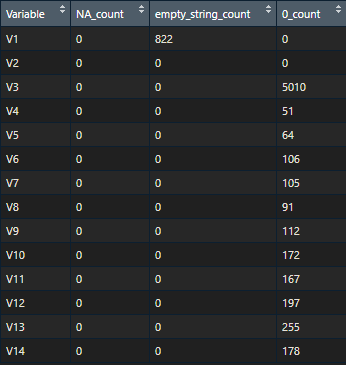 Variable NA_count empty_string_count 0_count
V1 0 822 0
V2 0 0 0
V3 0 0 5010
V4 0 0 51
V5 0 0 64
V6 0 0 106
V7 0 0 105
V8 0 0 91
V9 0 0 112
V10 0 0 172
V11 0 0 167
V12 0 0 197
V13 0 0 255
V14 0 0 178